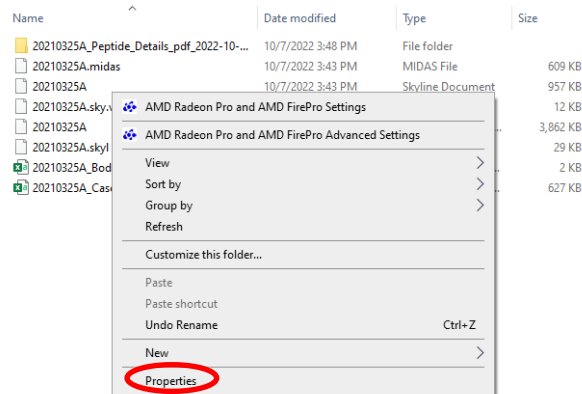 Name Date modified Type Size
20210325A_Peptide_Details_pdf_2022-10-... 10/7/2022 3:48 PM File folder
20210325A.midas 10/7/2022 3:43 PM MIDAS File 609 KB
20210325A 10/7/2022 3:43 PM Skyline Document 957 KB
20210325A.sky. 12 KB
20210325A 3,862 KB
20210325A.skyl 29 KB
20210325A_Bod 2 KB
20210325A_Case 627 KB
AMD Radeon Pro and AMD FirePro Settings
AMD Radeon Pro and AMD FirePro Advanced Settings
View
Sort by
Group by
Refresh
Customize this folder...
Paste
Paste shortcut
Undo Rename Ctrl+Z
New
Properties